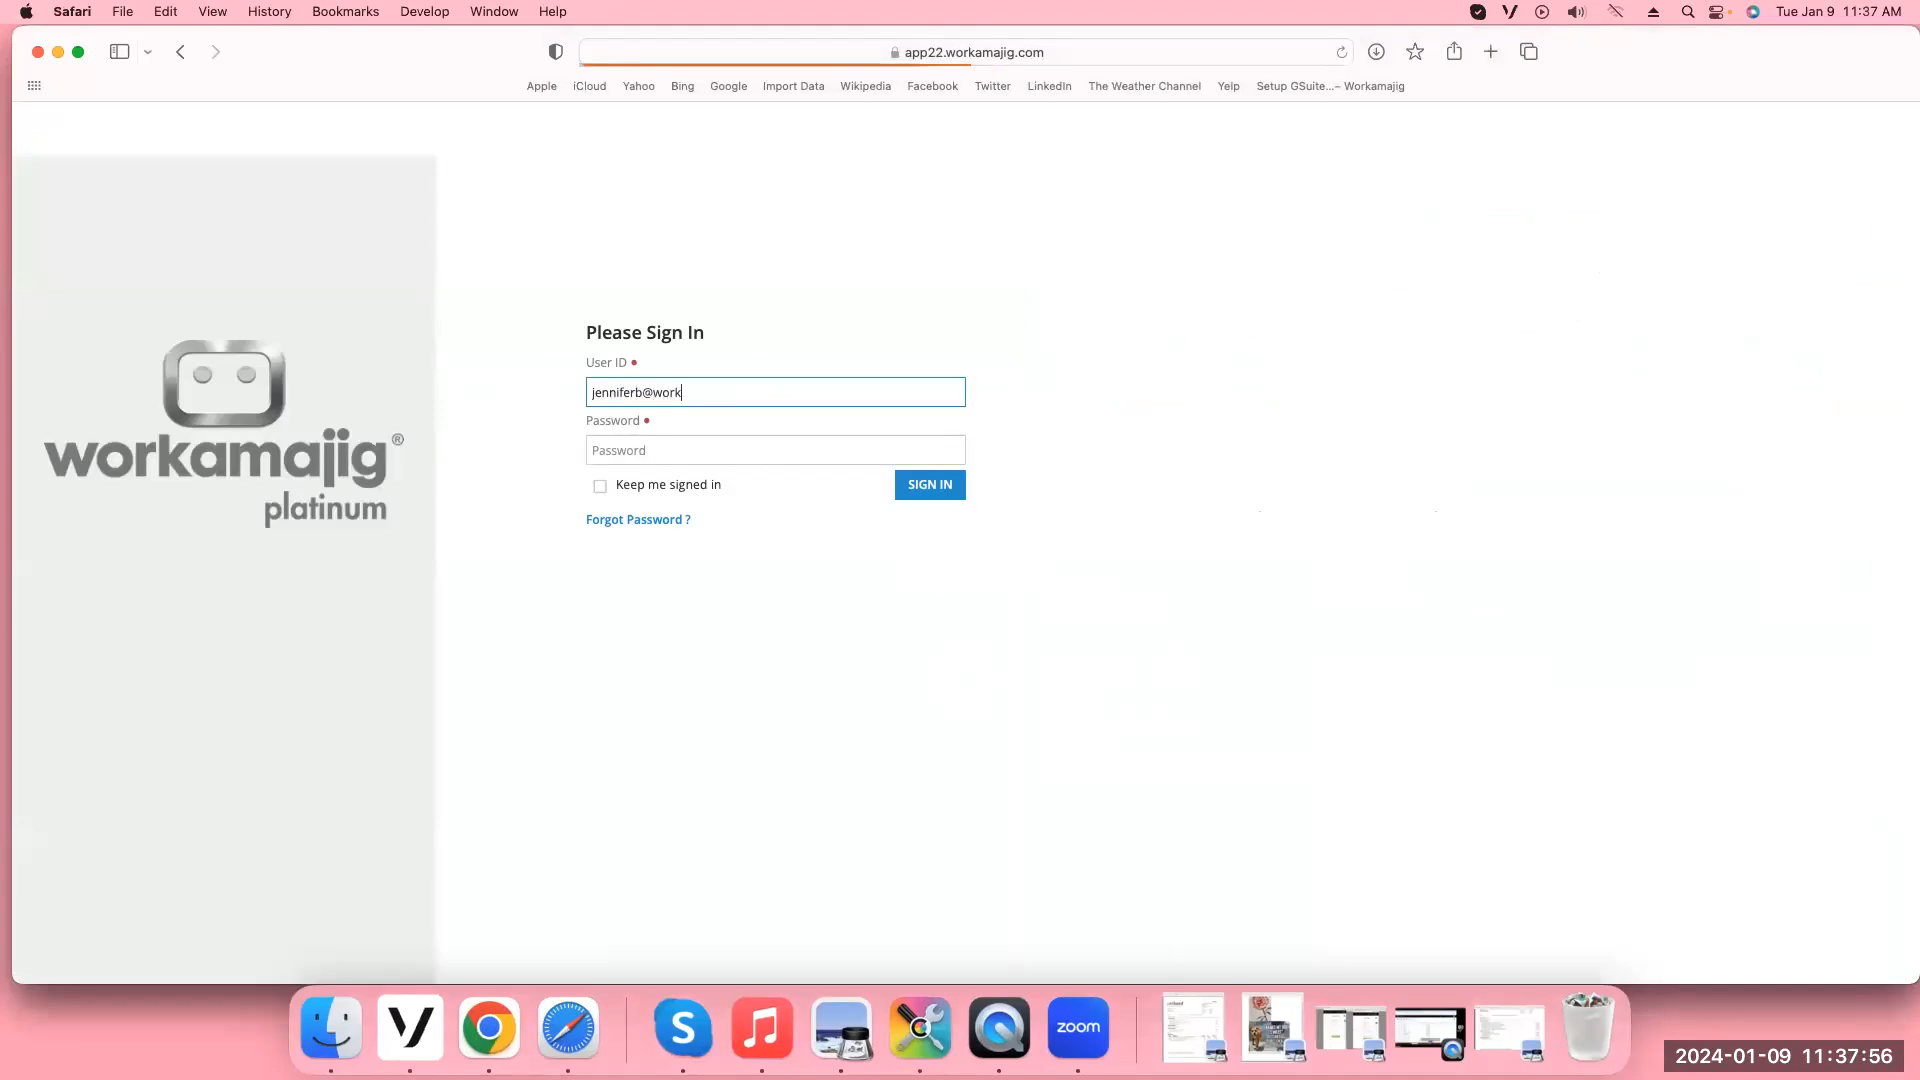 Safari File Edit View History Bookmarks Develop Window Help Tue Jan 9 11:37 AM
app22.workamajig.com
Apple iCloud Yahoo Bing Google Import Data Wikipedia Facebook Twitter LinkedIn The Weather Channel Yelp Setup GSuite...– Workamajig
Please Sign In
User ID
jenniferb@work
Password
Password
Keep me signed in
SIGN IN
Forgot Password ?
workamajig®
platinum
zoom
2024-01-09 11:37:56